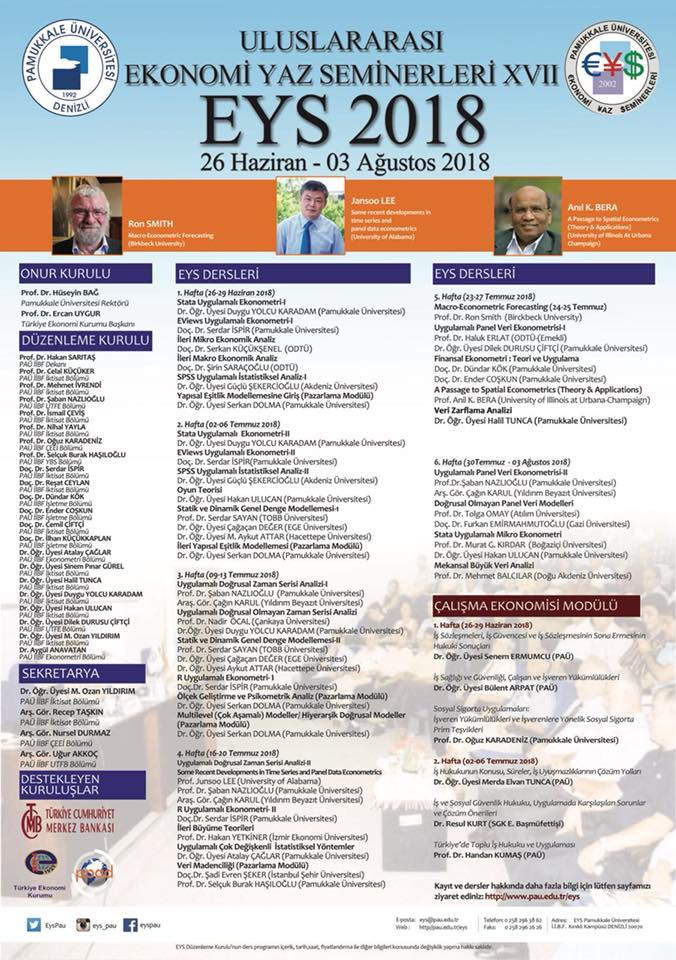 PAMUKKALE ÜNİVERSİTESİ
1992
DENİZLİ
ULUSLARARASI
EKONOMİ YAZ SEMİNERLERİ XVII
EYS 2018
26 Haziran - 03 Ağustos 2018
PAMUKKALE ÜNİVERSİTESİ
€¥$
2002
EKONOMİ YAZ SEMİNERLERİ
Ron SMITH
Macro-Econometric Forecasting
(Birkbeck University)
Jansoo LEE
Some recent developments in
time series and
panel data econometrics
(University of Alabama)
Anıl K. BERA
A Passage to Spatial Econometrics
(Theory & Applications)
(University of Illinois At Urbana
Champaign)
ONUR KURULU
Prof. Dr. Hüseyin BAĞ
Pamukkale Üniversitesi Rektörü
Prof. Dr. Ercan UYGUR
Türkiye Ekonomi Kurumu Başkanı
DÜZENLEME KURULU
Prof. Dr. Hakan SARITAŞ
PAÜ İİBF Dekanı
Prof. Dr. Celal KÜÇÜKER
PAÜ İİBF İktisat Bölümü
Prof. Dr. Mehmet İVRENDİ
PAÜ İİBF İktisat Bölümü
Prof. Dr. Şaban NAZLIOĞLU
PAÜ İİBF UTFE Bölümü
Prof. Dr. İsmail ÇEVİŞ
PAÜ İİBF İktisat Bölümü
Prof. Dr. Nihal YAYLA
PAÜ İİBF İktisat Bölümü
Prof. Dr. Oğuz KARADENİZ
PAÜ İİBF ÇEEİ Bölümü
Prof. Dr. Selçuk Burak HAŞILOĞLU
PAÜ İİBF YBS Bölümü
Doç. Dr. Serdar İSPİR
PAÜ İİBF İktisat Bölümü
Doç. Dr. Reşat CEYLAN
PAÜ İİBF İktisat Bölümü
Doç. Dr. Dündar KÖK
PAÜ İİBF İşletme Bölümü
Doç. Dr. Ender COŞKUN
PAÜ İİBF İşletme Bölümü
Doç. Dr. Cemil ÇİFTÇİ
PAÜ İİBF İktisat Bölümü
Doç. Dr. İlhan KÜÇÜKKAPLAN
PAÜ İİBF İşletme Bölümü
Dr. Öğr. Üyesi Atalay ÇAĞLAR
PAÜ İİBF Ekonometri Bölümü
Dr. Öğr. Üyesi Sinem Pınar GÜREL
PAÜ İİBF İktisat Bölümü
Dr. Öğr. Üyesi Halil TUNCA
PAÜ İİBF İktisat Bölümü
Dr. Öğr. Üyesi Duygu YOLCU KARADAM
PAÜ İİBF İktisat Bölümü
Dr. Öğr. Üyesi Hakan ULUCAN
PAÜ İİBF İktisat Bölümü
Dr. Öğr. Üyesi Dilek DURUSU ÇİFTÇİ
PAÜ İİBF UTFE Bölümü
Dr. Öğr. Üyesi M. Ozan YILDIRIM
PAÜ İİBF İktisat Bölümü
Dr. Aygül ANAVATAN
PAÜ İİBF Ekonometri Bölümü
SEKRETARYA
Dr. Öğr. Üyesi M. Ozan YILDIRIM
PAÜ İİBF İktisat Bölümü
Arş. Gör. Recep TAŞKIN
PAÜ İİBF İktisat Bölümü
Arş. Gör. Nursel DURMAZ
PAÜ İİBF ÇEEİ Bölümü
Arş. Gör. Uğur AKKOÇ
PAÜ İİBF UTFB Bölümü
DESTEKLEYEN
KURULUŞLAR
TÜRKİYE CUMHURİYET
MERKEZ BANKASI
Türkiye Ekonomi
Kurumu
EYS DERSLERİ
1. Hafta (26-29 Haziran 2018)
Stata Uygulamalı Ekonometri-I
Dr. Öğr. Üyesi Duygu YOLCU KARADAM (Pamukkale Üniversitesi)
EViews Uygulamalı Ekonometri-I
Doç. Dr. Serdar İSPİR (Pamukkale Üniversitesi)
İleri Mikro Ekonomik Analiz
Doç. Dr. Serkan KÜÇÜKŞENEL (ODTÜ)
İleri Makro Ekonomik Analiz
Doç. Dr. Şirin SARAÇOĞLU (ODTÜ)
SPSS Uygulamalı İstatistiksel Analiz-I
Dr. Öğr. Üyesi Güçlü ŞEKERCİOĞLU (Akdeniz Üniversitesi)
Yapısal Eşitlik Modellemesine Giriş (Pazarlama Modülü)
Dr. Öğr. Üyesi Serkan DOLMA (Pamukkale Üniversitesi)
2. Hafta (02-06 Temmuz 2018)
Stata Uygulamalı Ekonometri-II
Dr. Öğr. Üyesi Duygu YOLCU KARADAM (Pamukkale Üniversitesi)
EViews Uygulamalı Ekonometri-II
Doç. Dr. Serdar İSPİR(Pamukkale Üniversitesi)
SPSS Uygulamalı İstatistiksel Analiz-II
Dr. Öğr. Üyesi Güçlü ŞEKERCİOĞLU (Akdeniz Üniversitesi)
Oyun Teorisi
Dr. Öğr. Üyesi Hakan ULUCAN (Pamukkale Üniversitesi)
Statik ve Dinamik Genel Denge Modellemesi-I
Prof. Dr. Serdar SAYAN (TOBB Üniversitesi)
Dr. Öğr. Üyesi Çağaçan DEĞER (EGE Üniversitesi)
Dr. Öğr. Üyesi M. Aykut ATTAR (Hacettepe Üniversitesi)
İleri Yapısal Eşitlik Modellemesi (Pazarlama Modülü)
Dr. Öğr. Üyesi Serkan DOLMA (Pamukkale Üniversitesi)
3. Hafta (09-13 Temmuz 2018)
Uygulamalı Doğrusal Zaman Serisi Analizi-I
Prof. Dr. Şaban NAZLIOĞLU (Pamukkale Üniversitesi)
Araş. Gör. Çağın KARUL (Yıldırım Beyazıt Üniversitesi)
Uygulamalı Doğrusal Olmayan Zaman Serisi Analizi
Prof. Dr. Nadir ÖCAL (Çankaya Üniversitesi)
Dr.Öğr. Üyesi Duygu YOLCU KARADAM (Pamukkale Üniversitesi)
Statik ve Dinamik Genel Denge Modellemesi-II
Prof. Dr. Serdar SAYAN (TOBB Üniversitesi)
Dr. Öğr. Üyesi Çağaçan DEĞER (EGE Üniversitesi)
Dr. Öğr. Üyesi Aykut ATTAR (Hacettepe Üniversitesi)
R Uygulamalı Ekonometri- I
Doç.Dr. Serdar İSPİR (Pamukkale Üniversitesi)
Ölçek Geliştirme ve Psikometrik Analiz (Pazarlama Modülü)
Dr. Öğr. Üyesi Serkan DOLMA (Pamukkale Üniversitesi)
Multilevel (Çok Aşamalı) Modeller/ Hiyerarşik Doğrusal Modeller
(Pazarlama Modülü)
Dr. Öğr. Üyesi Serkan DOLMA (Pamukkale Üniversitesi)
4. Hafta (16-20 Temmuz 2018)
Uygulamalı Doğrusal Zaman Serisi Analizi-II
Some Recent Developments in Time Series and Panel Data Econometrics
Prof. Junsoo LEE (University of Alabama)
Prof. Dr. Şaban NAZLIOĞLU (Pamukkale Üniversitesi)
Araş. Gör. Çağın KARUL (Yıldırım Beyazıt Üniversitesi)
R Uygulamalı Ekonometri- II
Doç.Dr. Serdar İSPİR (Pamukkale Üniversitesi)
İleri Büyüme Teorileri
Prof. Dr. Hakan YETKİNER (İzmir Ekonomi Üniversitesi)
Uygulamalı Çok Değişkenli İstatistiksel Yöntemler
Dr. Öğr. Üyesi Atalay ÇAĞLAR (Pamukkale Üniversitesi)
Veri Madenciliği (Pazarlama Modülü)
Doç.Dr. Şadi Evren ŞEKER (İstanbul Şehir Üniversitesi)
Prof. Dr. Selçuk Burak HAŞILOĞLU (Pamukkale Üniversitesi)
EYS DERSLERİ
5. Hafta (23-27 Temmuz 2018)
Macro-Econometric Forecasting (24-25 Temmuz)
Prof. Dr. Ron Smith (Birckbeck University)
Uygulamalı Panel Veri Ekonometrisi-I
Prof. Dr. Haluk ERLAT (ODTÜ-(Emekli)
Dr. Öğr. Üyesi Dilek DURUSU ÇİFTÇİ (Pamukkale Üniversitesi)
Finansal Ekonometri : Teori ve Uygulama
Doç. Dr. Dündar KÖK (Pamukkale Üniversitesi)
Doç. Dr. Ender COŞKUN (Pamukkale Üniversitesi)
A Passage to Spatial Econometrics (Theory & Applications)
Prof. Anıl K. BERA (University of Illinois at Urbana-Champaign)
Veri Zarflama Analizi
Dr. Öğr. Üyesi Halil TUNCA (Pamukkale Üniversitesi)
6. Hafta (30Temmuz - 03 Ağustos 2018)
Uygulamalı Panel Veri Ekonometrisi-II
Prof.Dr.Şaban NAZLIOĞLU (Pamukkale Üniversitesi)
Arş. Gör. Çağın Karul (Yıldırım Beyazıt Üniversitesi)
Doğrusal Olmayan Panel Veri Modelleri
Prof. Dr. Tolga OMAY (Atılım Üniversitesi)
Doç. Dr. Furkan EMİRMAHMUTOĞLU (Gazi Üniversitesi)
Stata Uygulamalı Mikro Ekonometri
Prof. Dr. Murat G. KIRDAR (Boğaziçi Üniversitesi)
Dr. Öğr. Üyesi Hakan ULUCAN (Pamukkale Üniversitesi)
Mekansal Büyük Veri Analizi
Prof. Dr. Mehmet BALCILAR (Doğu Akdeniz Üniversitesi)
ÇALIŞMA EKONOMİSİ MODÜLÜ
1. Hafta (26-29 Haziran 2018)
İş Sözleşmeleri, İş Güvencesi ve İş Sözleşmesinin Sona Ermesinin
Hukuki Sonuçları
Dr. Öğr. Üyesi Senem ERMUMCU (PAÜ)
İş Sağlığı ve Güvenliği, Çalışan ve İşveren Yükümlülükleri
Dr. Öğr. Üyesi Bülent ARPAT (PAÜ)
Sosyal Sigorta Uygulamaları:
İşveren Yükümlülükleri ve İşverenlere Yönelik Sosyal Sigorta
Prim Teşvikleri
Prof. Dr. Oğuz KARADENİZ (Pamukkale Üniversitesi)
2. Hafta (02-06 Temmuz 2018)
İş Hukukunun Konusu, Süreler, İş Uyuşmazlıklarının Çözüm Yolları
Dr. Öğr. Üyesi Merda Elvan TUNCA (PAÜ)
İş ve Sosyal Güvenlik Hukuku, Uygulamada Karşılaşılan Sorunlar
ve Çözüm Önerileri
Dr. Resul KURT (SGK E. Başmüfettişi)
Türkiye'de Toplu İş Hukuku ve Uygulaması
Prof. Dr. Handan KUMAŞ (PAÜ)
Kayıt ve dersler hakkında daha fazla bilgi için lütfen sayfamızı
ziyaret ediniz: http://www.pau.edu.tr/eys
EysPau
eys_pau
eyspau
E-posta: eys@pau.edu.tr
Web : http//pau.edu.tr/eys
Telefon: 0 258 296 38 62
Faks: 0 258 296 26 26
Adres: EYS Pamukkale Üniversitesi
İ.İ.B.F. Kınıklı Kampüsü DENİZLİ 20070
EYS Düzenleme Kurulu'nun ders programın içerik, tarih,saat, fiyatlandırma ile diğer bilgileri konusunda değişiklik yapma hakkı saklıdır.